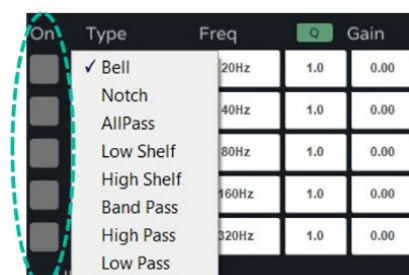 On Type Freq Q Gain
✓ Bell 20Hz 1.0 0.00
Notch
AllPass 40Hz 1.0 0.00
Low Shelf 80Hz 1.0 0.00
High Shelf
Band Pass 160Hz 1.0 0.00
High Pass 320Hz 1.0 0.00
Low Pass